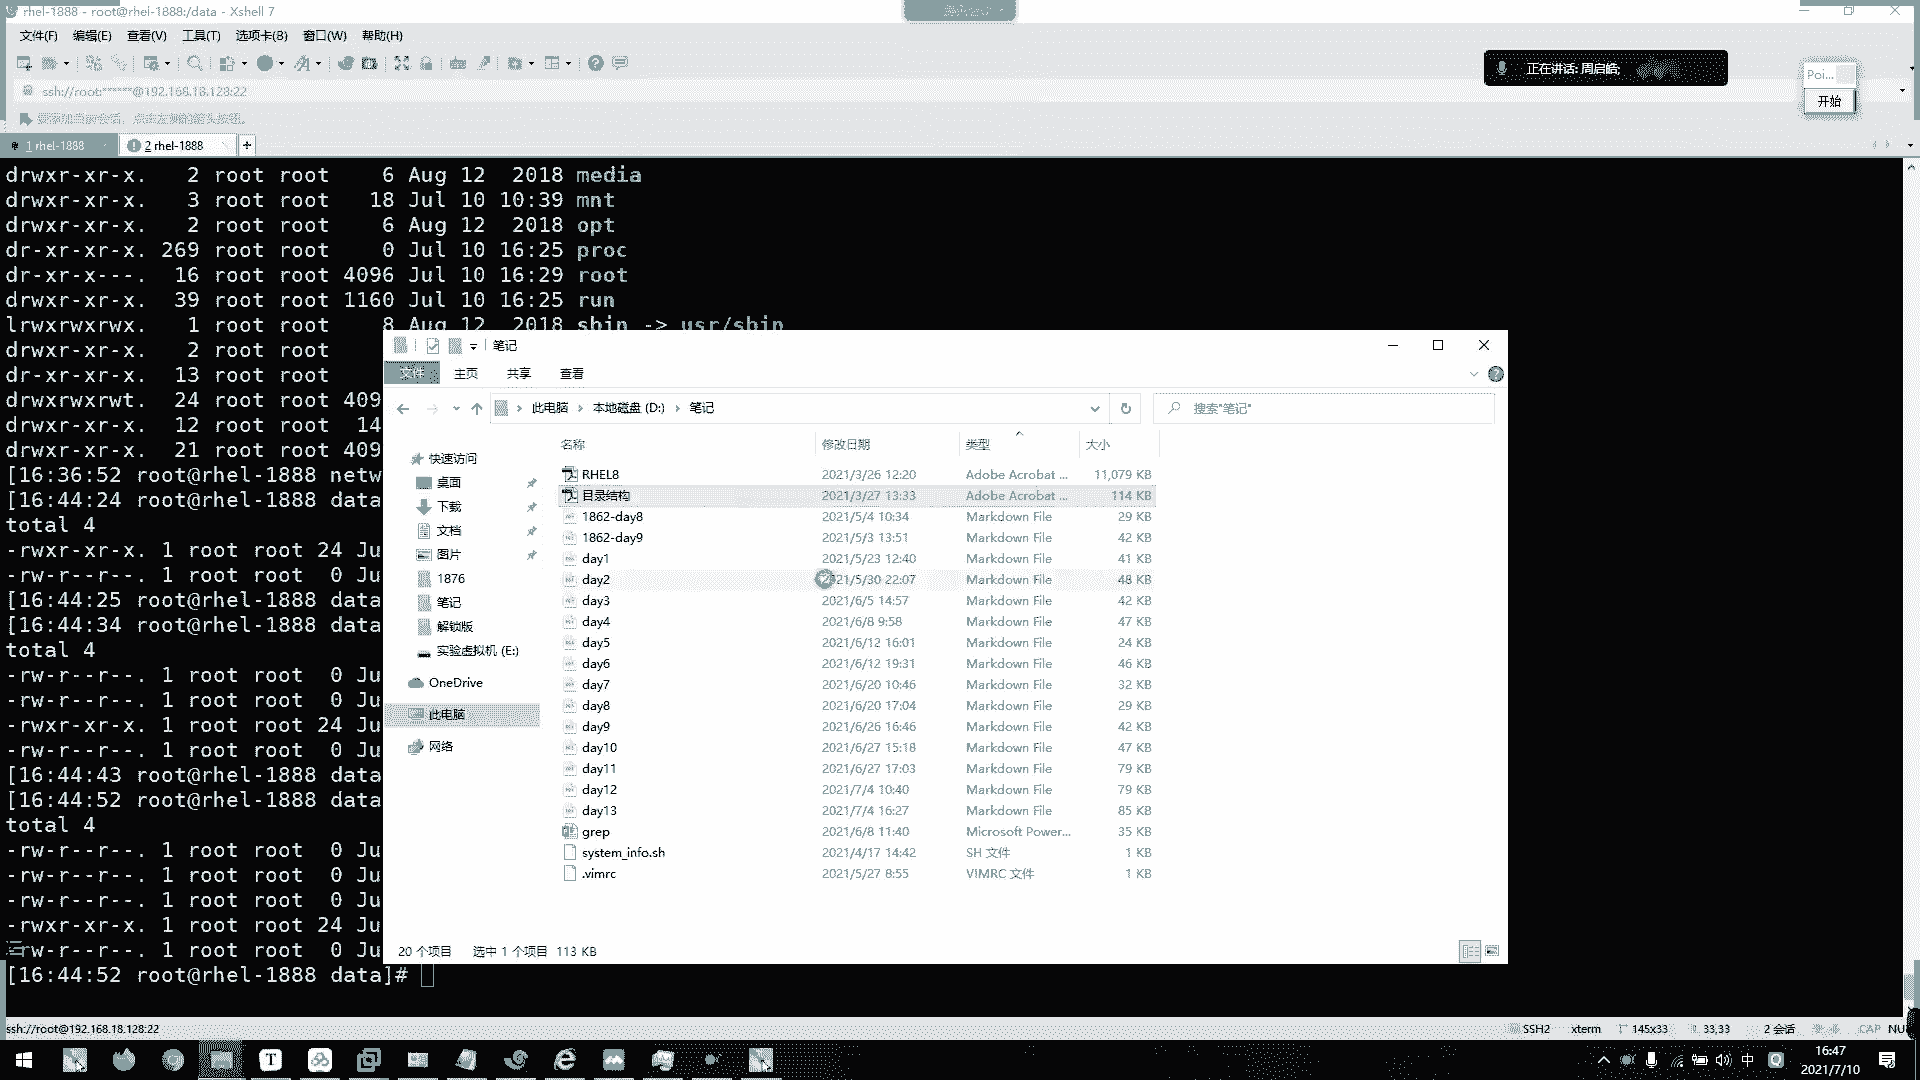 rhel-1888 - root@rhel-1888:/data - Xshell 7
文件(F) 编辑(E) 查看(V) 工具(T) 选项卡(B) 窗口(W) 帮助(H)
正在讲话: 周启皓;
Poi...
开始
ssh://root:******@192.168.18.128:22
1 rhel-1888
2 rhel-1888 +
drwxr-xr-x. 2 root root 6 Aug 12 2018 media
drwxr-xr-x. 3 root root 18 Jul 10 10:39 mnt
drwxr-xr-x. 2 root root 6 Aug 12 2018 opt
dr-xr-xr-x. 269 root root 0 Jul 10 16:25 proc
dr-xr-x---. 16 root root 4096 Jul 10 16:29 root
drwxr-xr-x. 39 root root 1160 Jul 10 16:25 run
lrwxrwxrwx. 1 root root 8 Aug 12 2018 sbin -> usr/sbin
drwxr-xr-x. 2 root root
dr-xr-xr-x. 13 root root
drwxrwxrwt. 24 root root 409
drwxr-xr-x. 12 root root 14
drwxr-xr-x. 21 root root 409
[16:36:52 root@rhel-1888 netw
[16:44:24 root@rhel-1888 data
total 4
-rwxr-xr-x. 1 root root 24 Ju
-rw-r--r--. 1 root root 0 Ju
[16:44:25 root@rhel-1888 data
[16:44:34 root@rhel-1888 data
total 4
-rw-r--r--. 1 root root 0 Ju
-rw-r--r--. 1 root root 0 Ju
-rwxr-xr-x. 1 root root 24 Ju
-rw-r--r--. 1 root root 0 Ju
[16:44:43 root@rhel-1888 data
[16:44:52 root@rhel-1888 data
total 4
-rw-r--r--. 1 root root 0 Ju
-rw-r--r--. 1 root root 0 Ju
-rw-r--r--. 1 root root 0 Ju
-rwxr-xr-x. 1 root root 24 Ju
-rw-r--r--. 1 root root 0 Ju
[16:44:52 root@rhel-1888 data]#
笔记
文件 主页 共享 查看
此电脑 本地磁盘 (D:) 笔记
搜索"笔记"
快速访问
桌面
下载
文档
图片
1876
笔记
解锁版
实验虚拟机 (E:)
OneDrive
此电脑
网络
名称 修改日期 类型 大小
RHEL8 2021/3/26 12:20 Adobe Acrobat ... 11,079 KB
目录结构 2021/3/27 13:33 Adobe Acrobat ... 114 KB
1862-day8 2021/5/4 10:34 Markdown File 29 KB
1862-day9 2021/5/3 13:51 Markdown File 42 KB
day1 2021/5/23 12:40 Markdown File 41 KB
day2 21/5/30 22:07 Markdown File 48 KB
day3 2021/6/5 14:57 Markdown File 42 KB
day4 2021/6/8 9:58 Markdown File 47 KB
day5 2021/6/12 16:01 Markdown File 24 KB
day6 2021/6/12 19:31 Markdown File 46 KB
day7 2021/6/20 10:46 Markdown File 32 KB
day8 2021/6/20 17:04 Markdown File 29 KB
day9 2021/6/26 16:46 Markdown File 42 KB
day10 2021/6/27 15:18 Markdown File 47 KB
day11 2021/6/27 17:03 Markdown File 79 KB
day12 2021/7/4 10:40 Markdown File 79 KB
day13 2021/7/4 16:27 Markdown File 85 KB
grep 2021/6/8 11:40 Microsoft Power... 35 KB
system_info.sh 2021/4/17 14:42 SH 文件 1 KB
.vimrc 2021/5/27 8:55 VIMRC 文件 1 KB
20 个项目 选中 1 个项目 113 KB
ssh://root@192.168.18.128:22
SSH2 xterm 145x33 33,33 2 会话 CAP NU
中
16:47
2021/7/10